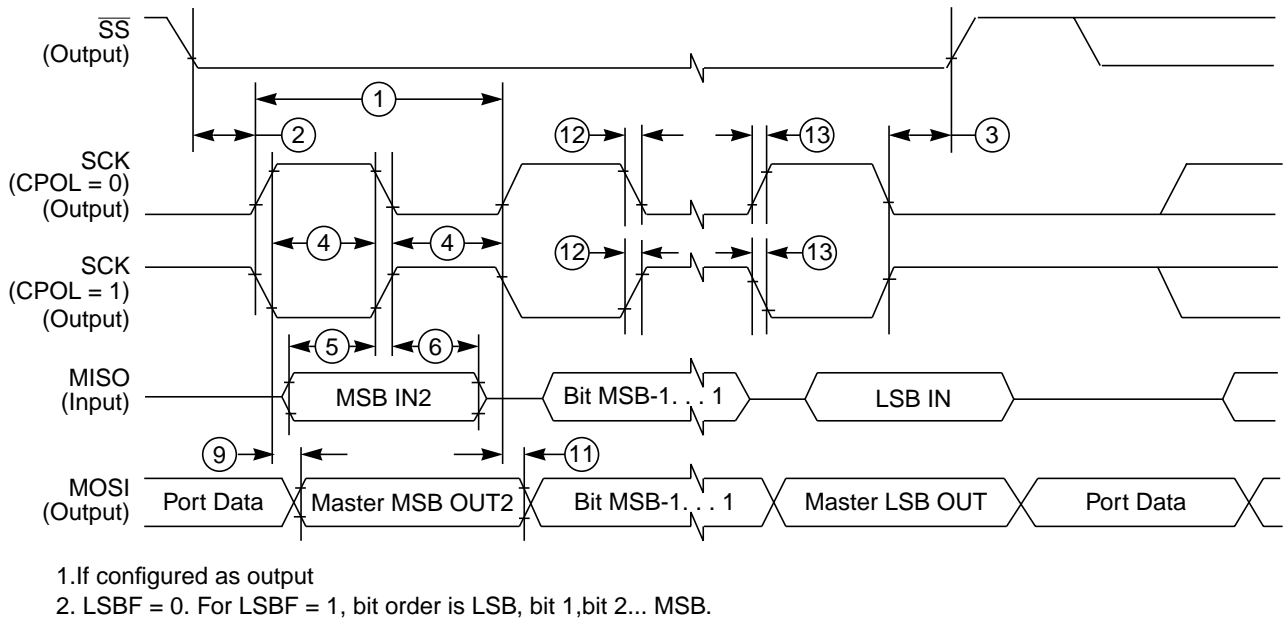 SS
(Output)
1
2
12
13
3
SCK
(CPOL = 0)
(Output)
4
4
12
13
SCK
(CPOL = 1)
(Output)
5
6
MISO
(Input)
MSB IN2
Bit MSB-1. . . 1
LSB IN
9
11
MOSI
(Output)
Port Data
Master MSB OUT2
Bit MSB-1. . . 1
Master LSB OUT
Port Data
1.If configured as output
2. LSBF = 0. For LSBF = 1, bit order is LSB, bit 1,bit 2... MSB.